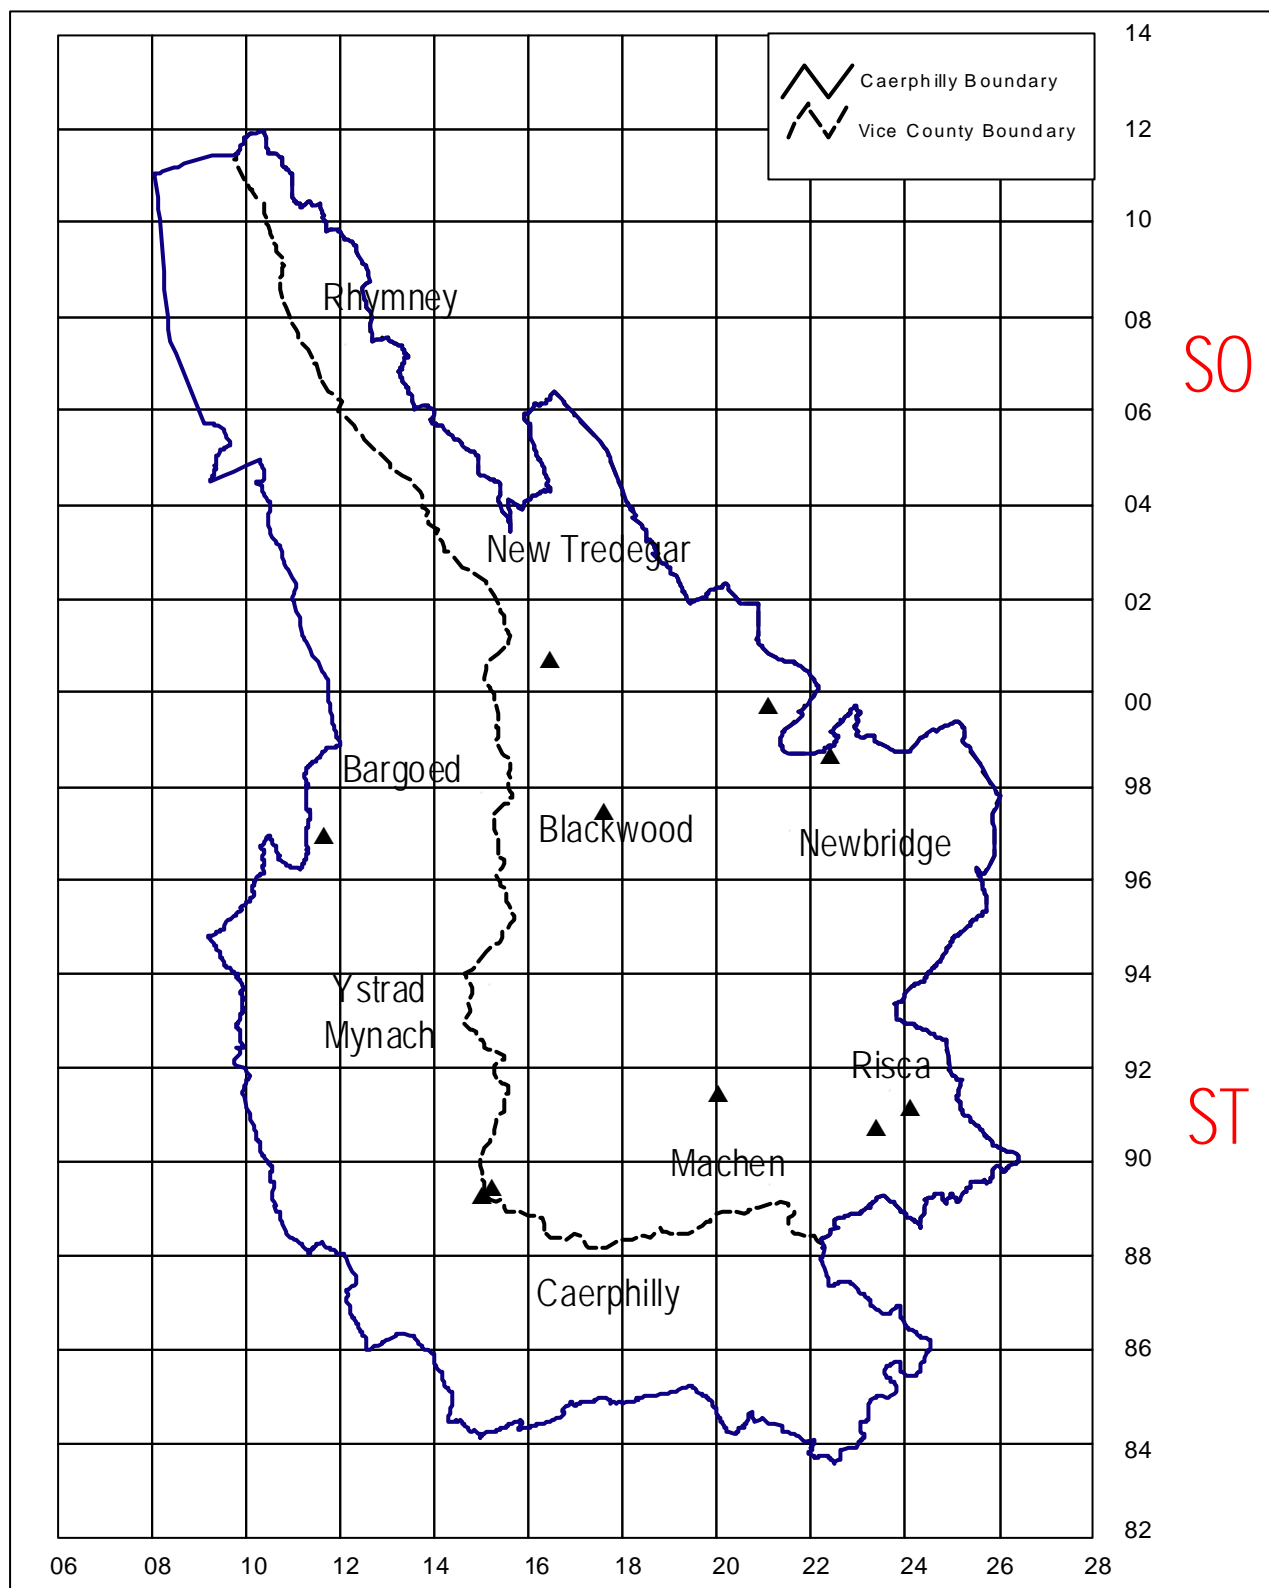 14
Caerphilly Boundary
Vice County Boundary
12
10
Rhymney
08
SO
06
04
New Tredegar
02
00
Bargoed
98
Blackwood
Newbridge
96
94
Ystrad
Mynach
Risca
92
ST
Machen
90
88
Caerphilly
86
84
82
06 08 10 12 14 16 18 20 22 24 26 28